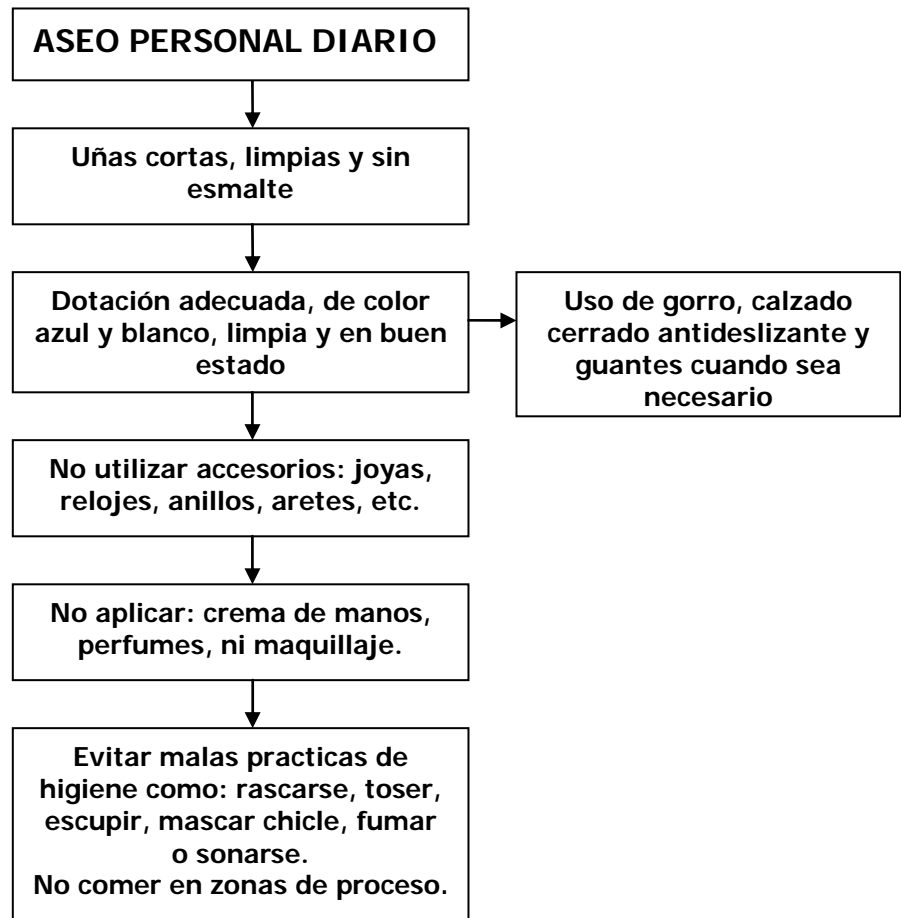 ASEO PERSONAL DIARIO
Uñas cortas, limpias y sin
esmalte
Dotación adecuada, de color
azul y blanco, limpia y en buen
estado
Uso de gorro, calzado
cerrado antideslizante y
guantes cuando sea
necesario
No utilizar accesorios: joyas,
relojes, anillos, aretes, etc.
No aplicar: crema de manos,
perfumes, ni maquillaje.
Evitar malas practicas de
higiene como: rascarse, toser,
escupir, mascar chicle, fumar
o sonarse.
No comer en zonas de proceso.